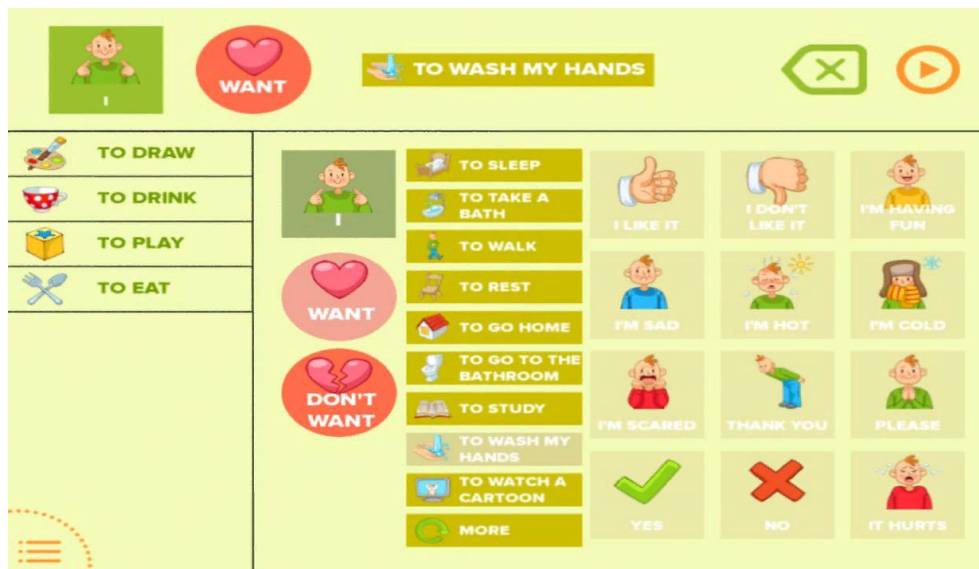 I
WANT
TO WASH MY HANDS
TO DRAW
TO DRINK
TO PLAY
TO EAT
I
WANT
DON'T
WANT
TO SLEEP
TO TAKE A
BATH
TO WALK
TO REST
TO GO HOME
TO GO TO THE
BATHROOM
TO STUDY
TO WASH MY
HANDS
TO WATCH A
CARTOON
MORE
I LIKE IT
I DON'T
LIKE IT
I'M HAVING
FUN
I'M SAD
I'M HOT
I'M COLD
I'M SCARED
THANK YOU
PLEASE
YES
NO
IT HURTS